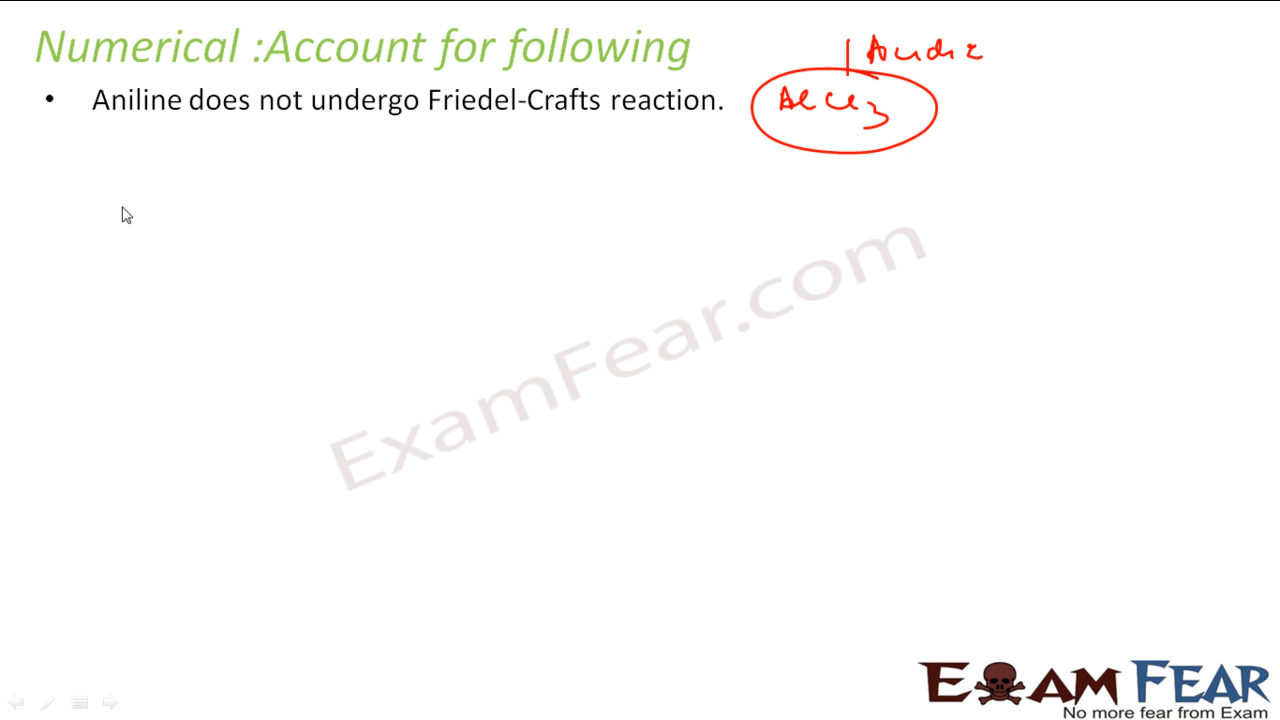 Numerical :Account for following
Acidic
• Aniline does not undergo Friedel-Crafts reaction.
AlCl3
ExamFear.com
EXAM FEAR
No more fear from Exam